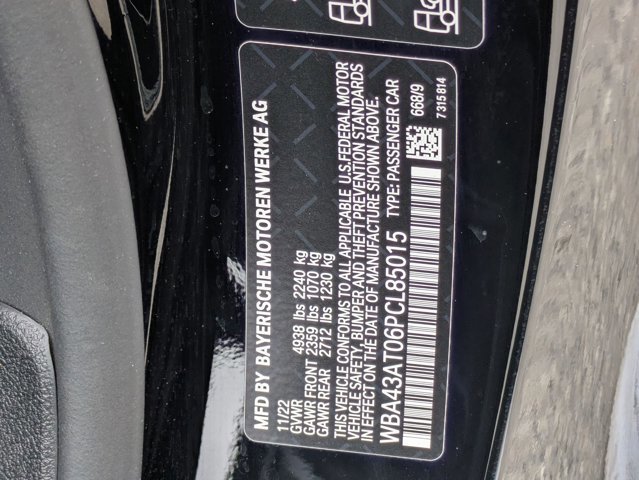 MFD BY BAYERISCHE MOTOREN WERKE AG
11/22
GVWR 4938 lbs 2240 kg
GAWR FRONT 2359 lbs 1070 kg
GAWR REAR 2712 lbs 1230 kg
THIS VEHICLE CONFORMS TO ALL APPLICABLE U.S.FEDERAL MOTOR
VEHICLE SAFETY, BUMPER AND THEFT PREVENTION STANDARDS
IN EFFECT ON THE DATE OF MANUFACTURE SHOWN ABOVE.
WBA43AT06PCL85015 TYPE: PASSENGER CAR
668/9
7315814